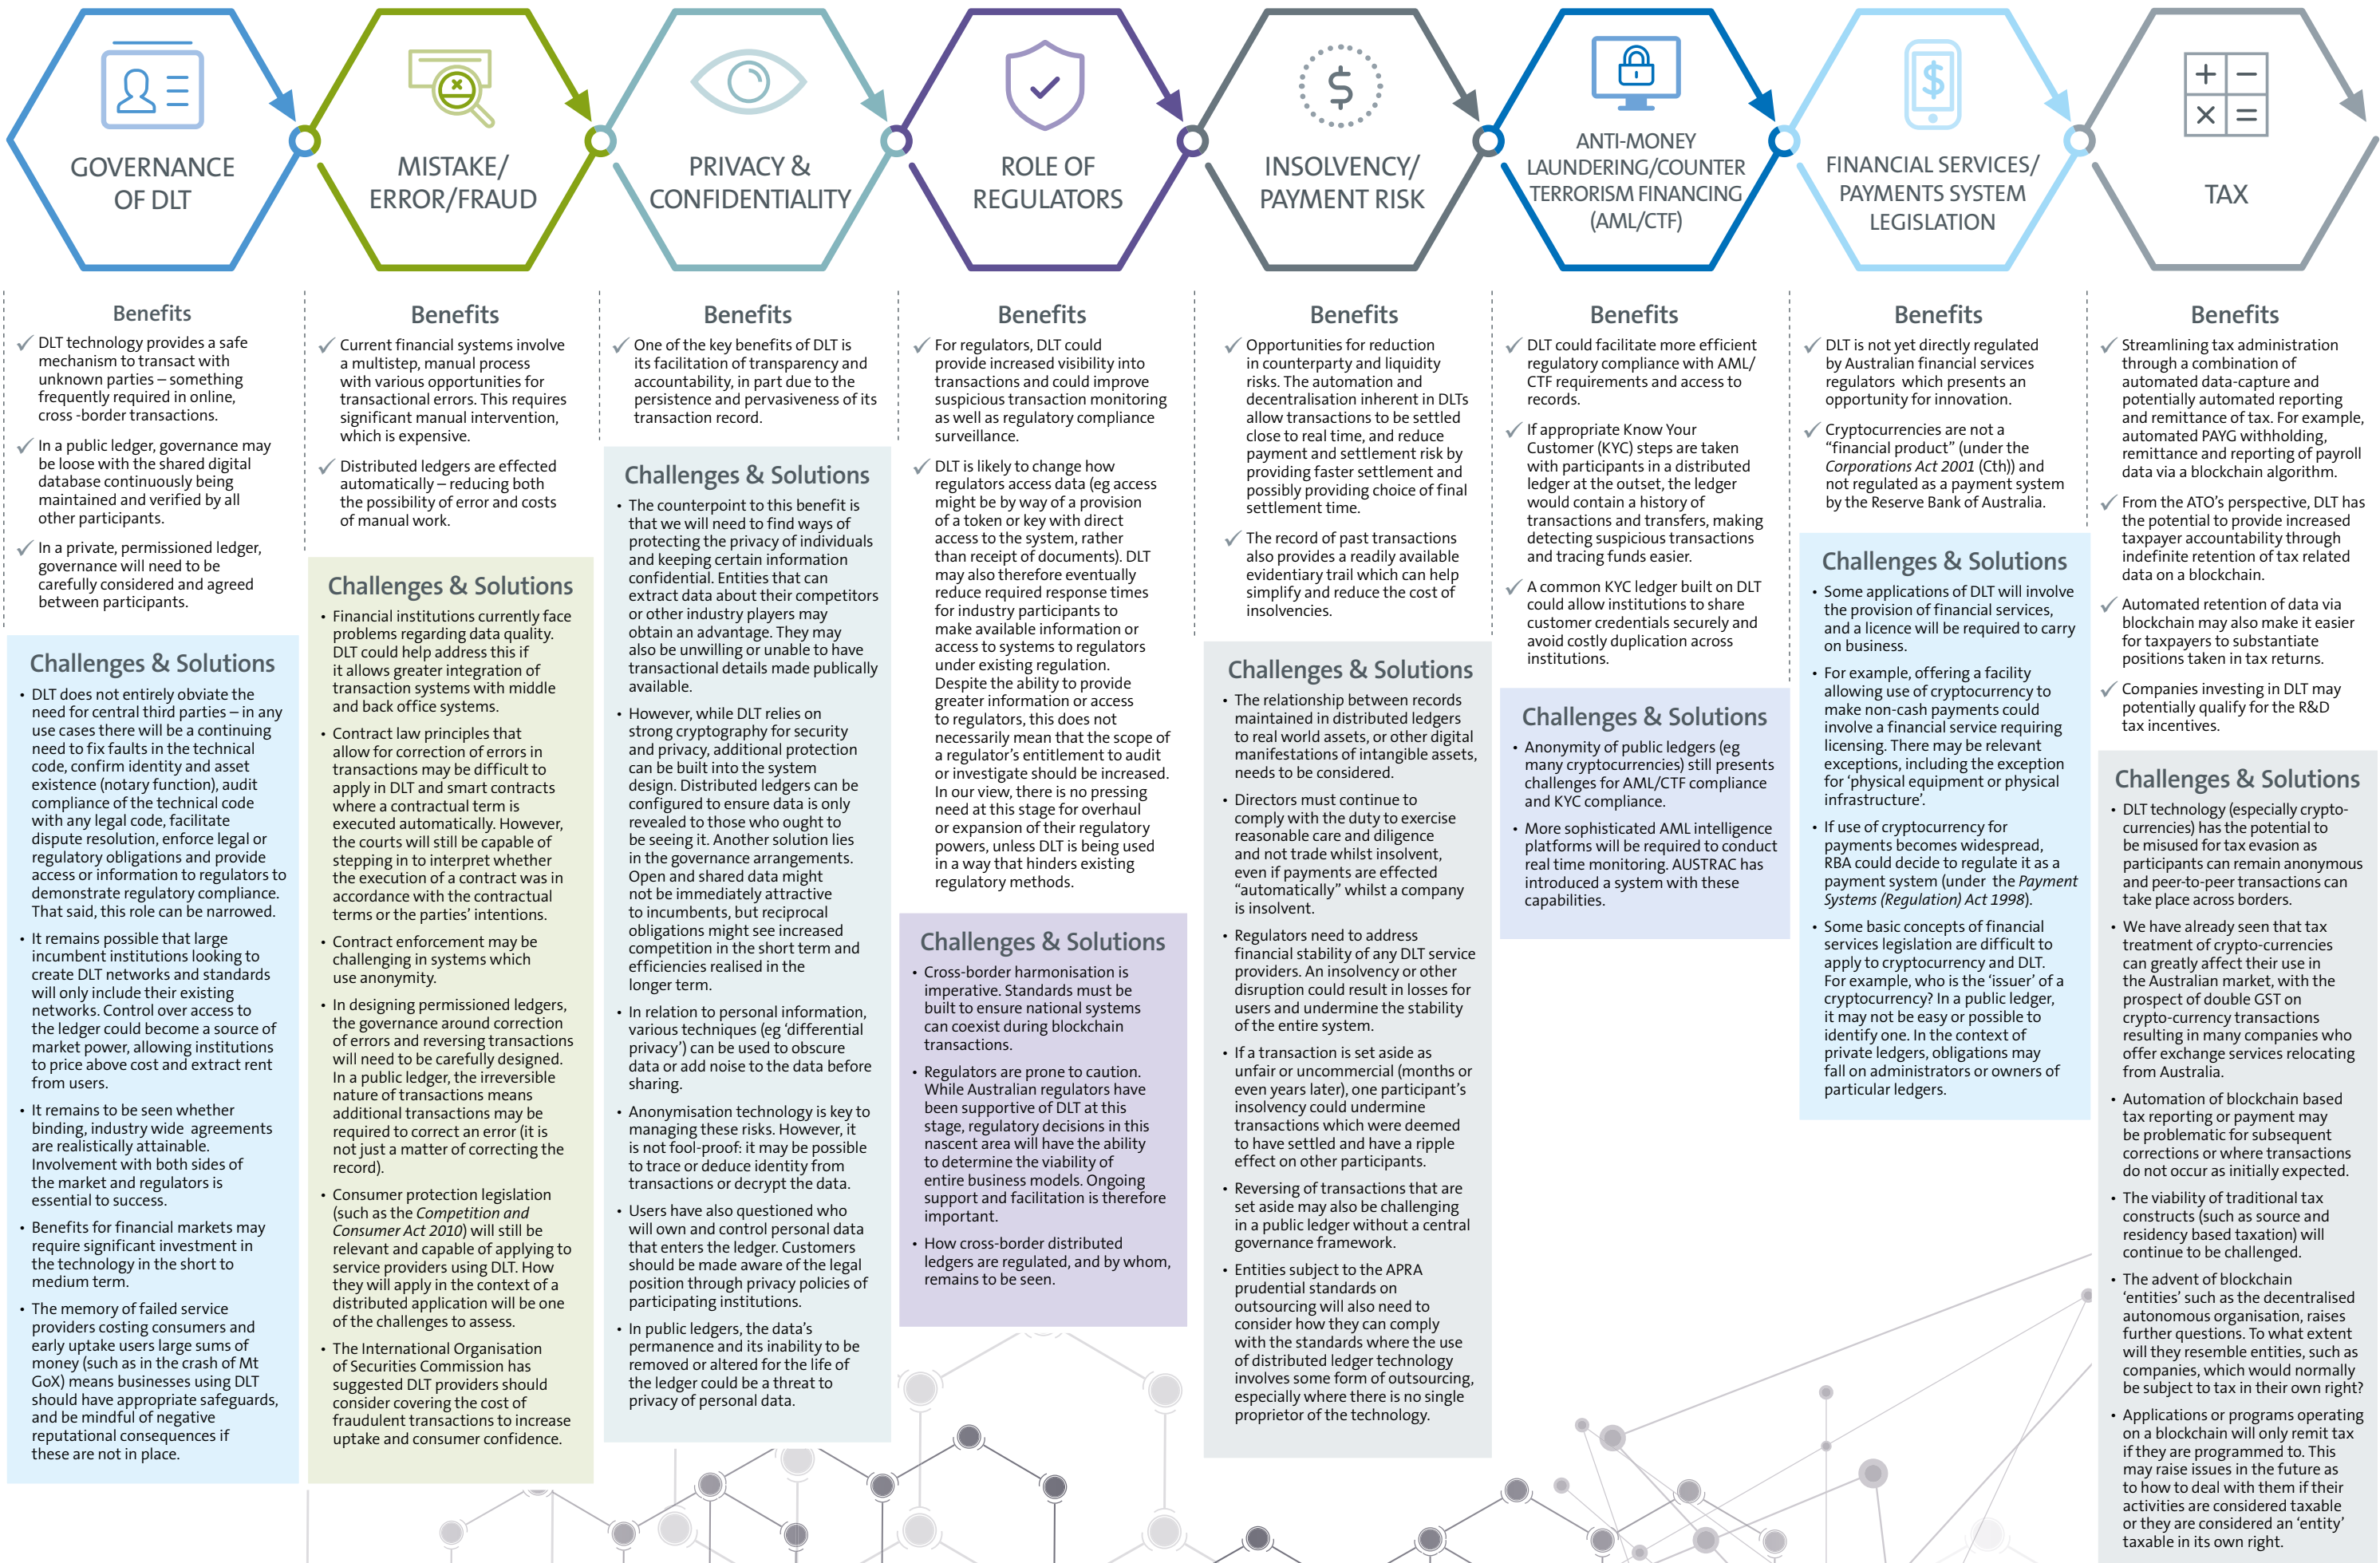 GOVERNANCE
OF DLT
MISTAKE/
ERROR/FRAUD
PRIVACY &
CONFIDENTIALITY
ROLE OF
REGULATORS
INSOLVENCY/
PAYMENT RISK
ANTI-MONEY
LAUNDERING/COUNTER
TERRORISM FINANCING
(AML/CTF)
FINANCIAL SERVICES/
PAYMENTS SYSTEM
LEGISLATION
TAX
Benefits
DLT technology provides a safe
mechanism to transact with
unknown parties – something
frequently required in online,
cross -border transactions.
In a public ledger, governance may
be loose with the shared digital
database continuously being
maintained and verified by all
other participants.
In a private, permissioned ledger,
governance will need to be
carefully considered and agreed
between participants.
Challenges & Solutions
• DLT does not entirely obviate the
need for central third parties – in any
use cases there will be a continuing
need to fix faults in the technical
code, confirm identity and asset
existence (notary function), audit
compliance of the technical code
with any legal code, facilitate
dispute resolution, enforce legal or
regulatory obligations and provide
access or information to regulators to
demonstrate regulatory compliance.
That said, this role can be narrowed.
• It remains possible that large
incumbent institutions looking to
create DLT networks and standards
will only include their existing
networks. Control over access to
the ledger could become a source of
market power, allowing institutions
to price above cost and extract rent
from users.
• It remains to be seen whether
binding, industry wide agreements
are realistically attainable.
Involvement with both sides of
the market and regulators is
essential to success.
• Benefits for financial markets may
require significant investment in
the technology in the short to
medium term.
• The memory of failed service
providers costing consumers and
early uptake users large sums of
money (such as in the crash of Mt
GoX) means businesses using DLT
should have appropriate safeguards,
and be mindful of negative
reputational consequences if
these are not in place.
Benefits
Current financial systems involve
a multistep, manual process
with various opportunities for
transactional errors. This requires
significant manual intervention,
which is expensive.
Distributed ledgers are effected
automatically – reducing both
the possibility of error and costs
of manual work.
Challenges & Solutions
• Financial institutions currently face
problems regarding data quality.
DLT could help address this if
it allows greater integration of
transaction systems with middle
and back office systems.
• Contract law principles that
allow for correction of errors in
transactions may be difficult to
apply in DLT and smart contracts
where a contractual term is
executed automatically. However,
the courts will still be capable of
stepping in to interpret whether
the execution of a contract was in
accordance with the contractual
terms or the parties' intentions.
• Contract enforcement may be
challenging in systems which
use anonymity.
• In designing permissioned ledgers,
the governance around correction
of errors and reversing transactions
will need to be carefully designed.
In a public ledger, the irreversible
nature of transactions means
additional transactions may be
required to correct an error (it is
not just a matter of correcting the
record).
• Consumer protection legislation
(such as the Competition and
Consumer Act 2010) will still be
relevant and capable of applying to
service providers using DLT. How
they will apply in the context of a
distributed application will be one
of the challenges to assess.
• The International Organisation
of Securities Commission has
suggested DLT providers should
consider covering the cost of
fraudulent transactions to increase
uptake and consumer confidence.
Benefits
One of the key benefits of DLT is
its facilitation of transparency and
accountability, in part due to the
persistence and pervasiveness of its
transaction record.
Challenges & Solutions
• The counterpoint to this benefit is
that we will need to find ways of
protecting the privacy of individuals
and keeping certain information
confidential. Entities that can
extract data about their competitors
or other industry players may
obtain an advantage. They may
also be unwilling or unable to have
transactional details made publically
available.
• However, while DLT relies on
strong cryptography for security
and privacy, additional protection
can be built into the system
design. Distributed ledgers can be
configured to ensure data is only
revealed to those who ought to
be seeing it. Another solution lies
in the governance arrangements.
Open and shared data might
not be immediately attractive
to incumbents, but reciprocal
obligations might see increased
competition in the short term and
efficiencies realised in the
longer term.
• In relation to personal information,
various techniques (eg 'differential
privacy') can be used to obscure
data or add noise to the data before
sharing.
• Anonymisation technology is key to
managing these risks. However, it
is not fool-proof: it may be possible
to trace or deduce identity from
transactions or decrypt the data.
• Users have also questioned who
will own and control personal data
that enters the ledger. Customers
should be made aware of the legal
position through privacy policies of
participating institutions.
• In public ledgers, the data's
permanence and its inability to be
removed or altered for the life of
the ledger could be a threat to
privacy of personal data.
Benefits
For regulators, DLT could
provide increased visibility into
transactions and could improve
suspicious transaction monitoring
as well as regulatory compliance
surveillance.
DLT is likely to change how
regulators access data (eg access
might be by way of a provision
of a token or key with direct
access to the system, rather
than receipt of documents). DLT
may also therefore eventually
reduce required response times
for industry participants to
make available information or
access to systems to regulators
under existing regulation.
Despite the ability to provide
greater information or access
to regulators, this does not
necessarily mean that the scope of
a regulator's entitlement to audit
or investigate should be increased.
In our view, there is no pressing
need at this stage for overhaul
or expansion of their regulatory
powers, unless DLT is being used
in a way that hinders existing
regulatory methods.
Challenges & Solutions
• Cross-border harmonisation is
imperative. Standards must be
built to ensure national systems
can coexist during blockchain
transactions.
• Regulators are prone to caution.
While Australian regulators have
been supportive of DLT at this
stage, regulatory decisions in this
nascent area will have the ability
to determine the viability of
entire business models. Ongoing
support and facilitation is therefore
important.
• How cross-border distributed
ledgers are regulated, and by whom,
remains to be seen.
Benefits
Opportunities for reduction
in counterparty and liquidity
risks. The automation and
decentralisation inherent in DLTs
allow transactions to be settled
close to real time, and reduce
payment and settlement risk by
providing faster settlement and
possibly providing choice of final
settlement time.
The record of past transactions
also provides a readily available
evidentiary trail which can help
simplify and reduce the cost of
insolvencies.
Challenges & Solutions
• The relationship between records
maintained in distributed ledgers
to real world assets, or other digital
manifestations of intangible assets,
needs to be considered.
• Directors must continue to
comply with the duty to exercise
reasonable care and diligence
and not trade whilst insolvent,
even if payments are effected
"automatically" whilst a company
is insolvent.
• Regulators need to address
financial stability of any DLT service
providers. An insolvency or other
disruption could result in losses for
users and undermine the stability
of the entire system.
• If a transaction is set aside as
unfair or uncommercial (months or
even years later), one participant's
insolvency could undermine
transactions which were deemed
to have settled and have a ripple
effect on other participants.
• Reversing of transactions that are
set aside may also be challenging
in a public ledger without a central
governance framework.
• Entities subject to the APRA
prudential standards on
outsourcing will also need to
consider how they can comply
with the standards where the use
of distributed ledger technology
involves some form of outsourcing,
especially where there is no single
proprietor of the technology.
Benefits
DLT could facilitate more efficient
regulatory compliance with AML/
CTF requirements and access to
records.
If appropriate Know Your
Customer (KYC) steps are taken
with participants in a distributed
ledger at the outset, the ledger
would contain a history of
transactions and transfers, making
detecting suspicious transactions
and tracing funds easier.
A common KYC ledger built on DLT
could allow institutions to share
customer credentials securely and
avoid costly duplication across
institutions.
Challenges & Solutions
• Anonymity of public ledgers (eg
many cryptocurrencies) still presents
challenges for AML/CTF compliance
and KYC compliance.
• More sophisticated AML intelligence
platforms will be required to conduct
real time monitoring. AUSTRAC has
introduced a system with these
capabilities.
Benefits
DLT is not yet directly regulated
by Australian financial services
regulators which presents an
opportunity for innovation.
Cryptocurrencies are not a
"financial product" (under the
Corporations Act 2001 (Cth)) and
not regulated as a payment system
by the Reserve Bank of Australia.
Challenges & Solutions
• Some applications of DLT will involve
the provision of financial services,
and a licence will be required to carry
on business.
• For example, offering a facility
allowing use of cryptocurrency to
make non-cash payments could
involve a financial service requiring
licensing. There may be relevant
exceptions, including the exception
for 'physical equipment or physical
infrastructure'.
• If use of cryptocurrency for
payments becomes widespread,
RBA could decide to regulate it as a
payment system (under the Payment
Systems (Regulation) Act 1998).
• Some basic concepts of financial
services legislation are difficult to
apply to cryptocurrency and DLT.
For example, who is the 'issuer' of a
cryptocurrency? In a public ledger,
it may not be easy or possible to
identify one. In the context of
private ledgers, obligations may
fall on administrators or owners of
particular ledgers.
Benefits
Streamlining tax administration
through a combination of
automated data-capture and
potentially automated reporting
and remittance of tax. For example,
automated PAYG withholding,
remittance and reporting of payroll
data via a blockchain algorithm.
From the ATO's perspective, DLT has
the potential to provide increased
taxpayer accountability through
indefinite retention of tax related
data on a blockchain.
Automated retention of data via
blockchain may also make it easier
for taxpayers to substantiate
positions taken in tax returns.
Companies investing in DLT may
potentially qualify for the R&D
tax incentives.
Challenges & Solutions
• DLT technology (especially crypto-
currencies) has the potential to
be misused for tax evasion as
participants can remain anonymous
and peer-to-peer transactions can
take place across borders.
• We have already seen that tax
treatment of crypto-currencies
can greatly affect their use in
the Australian market, with the
prospect of double GST on
crypto-currency transactions
resulting in many companies who
offer exchange services relocating
from Australia.
• Automation of blockchain based
tax reporting or payment may
be problematic for subsequent
corrections or where transactions
do not occur as initially expected.
• The viability of traditional tax
constructs (such as source and
residency based taxation) will
continue to be challenged.
• The advent of blockchain
'entities' such as the decentralised
autonomous organisation, raises
further questions. To what extent
will they resemble entities, such as
companies, which would normally
be subject to tax in their own right?
• Applications or programs operating
on a blockchain will only remit tax
if they are programmed to. This
may raise issues in the future as
to how to deal with them if their
activities are considered taxable
or they are considered an 'entity'
taxable in its own right.